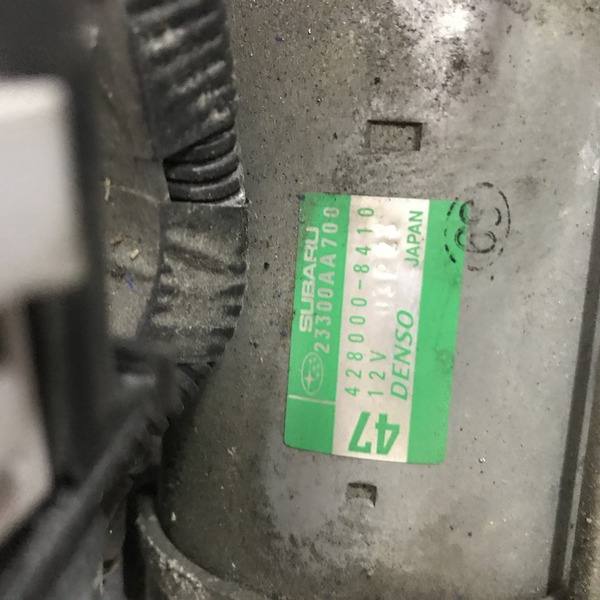 SUBARU
23300AA700
428000-8410
12V
DENSO
JAPAN
47